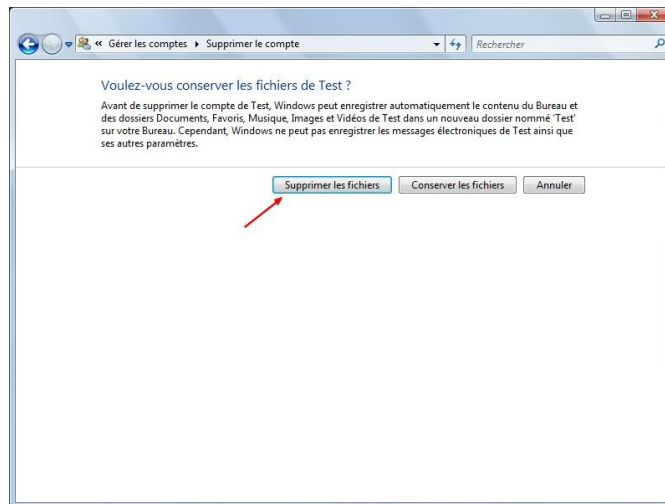 « Gérer les comptes ▸ Supprimer le compte
Rechercher
Voulez-vous conserver les fichiers de Test ?
Avant de supprimer le compte de Test, Windows peut enregistrer automatiquement le contenu du Bureau et
des dossiers Documents, Favoris, Musique, Images et Vidéos de Test dans un nouveau dossier nommé 'Test'
sur votre Bureau. Cependant, Windows ne peut pas enregistrer les messages électroniques de Test ainsi que
ses autres paramètres.
Supprimer les fichiers
Conserver les fichiers
Annuler